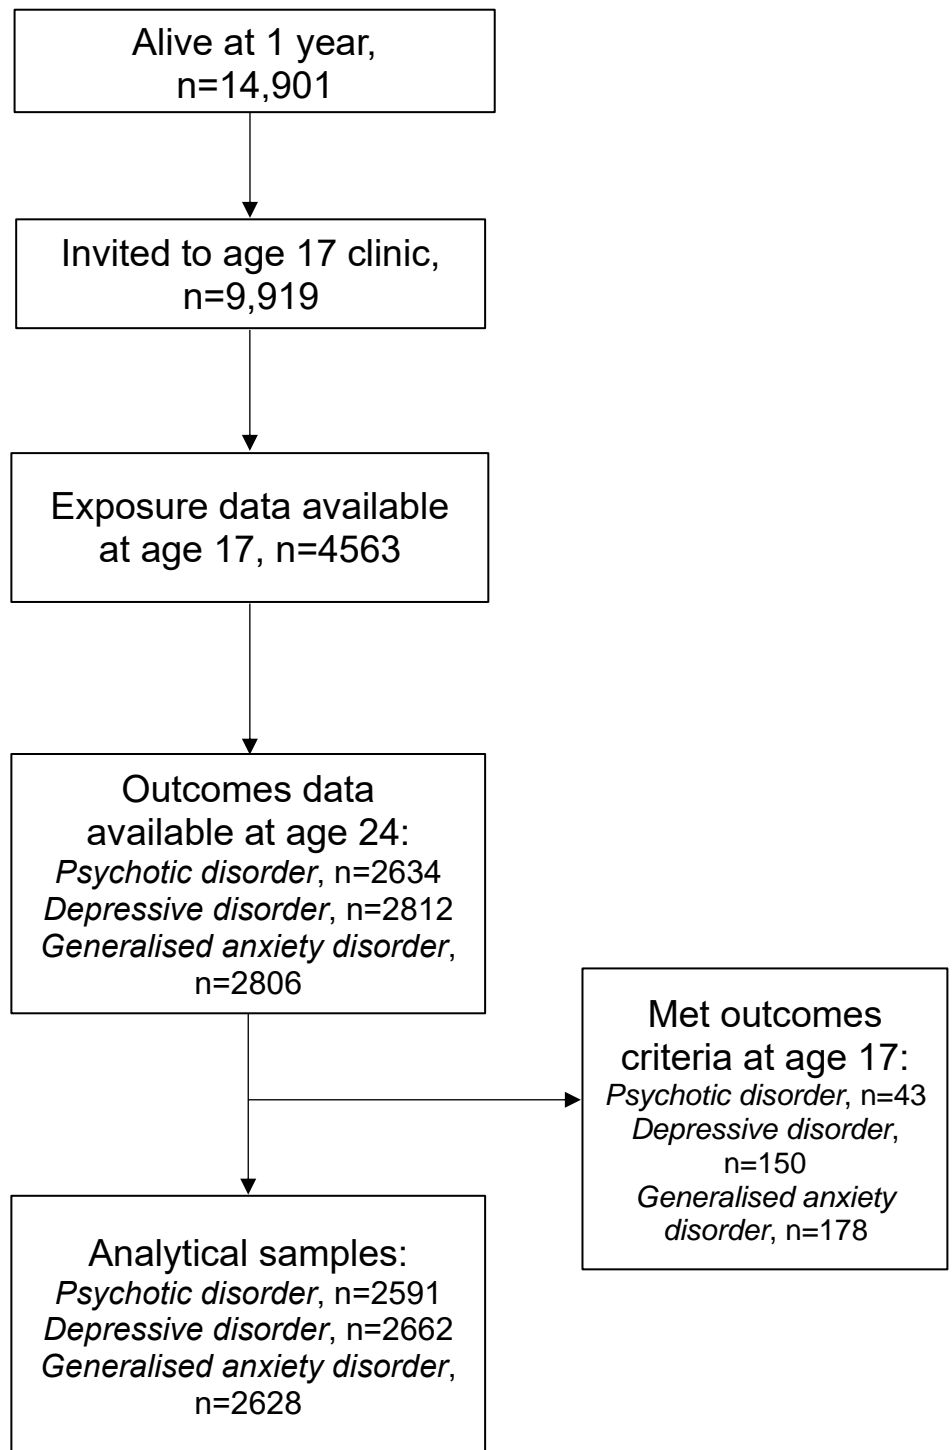 Alive at 1 year,
n=14,901
Invited to age 17 clinic,
n=9,919
Exposure data available
at age 17, n=4563
Outcomes data
available at age 24:
Psychotic disorder, n=2634
Depressive disorder, n=2812
Generalised anxiety disorder,
n=2806
Met outcomes
criteria at age 17:
Psychotic disorder, n=43
Depressive disorder,
n=150
Generalised anxiety
disorder, n=178
Analytical samples:
Psychotic disorder, n=2591
Depressive disorder, n=2662
Generalised anxiety disorder,
n=2628